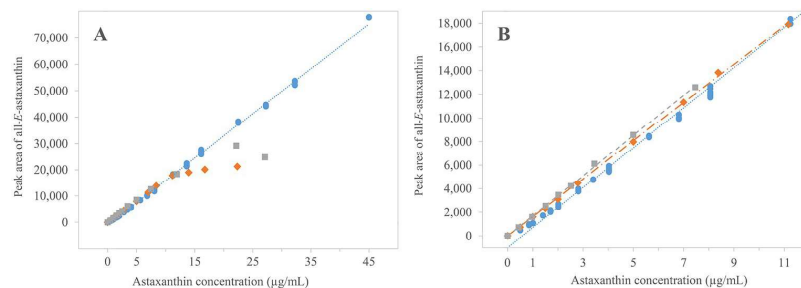 A
Peak area of all-E-astaxanthin
70,000
60,000
50,000
40,000
30,000
20,000
10,000
0
0 5 15 25 35 45
Astaxanthin concentration (µg/mL)
B
Peak area of all-E-astaxanthin
18,000
16,000
14,000
12,000
10,000
8,000
6,000
4,000
2,000
0
0 1 3 5 7 9 11
Astaxanthin concentration (µg/mL)